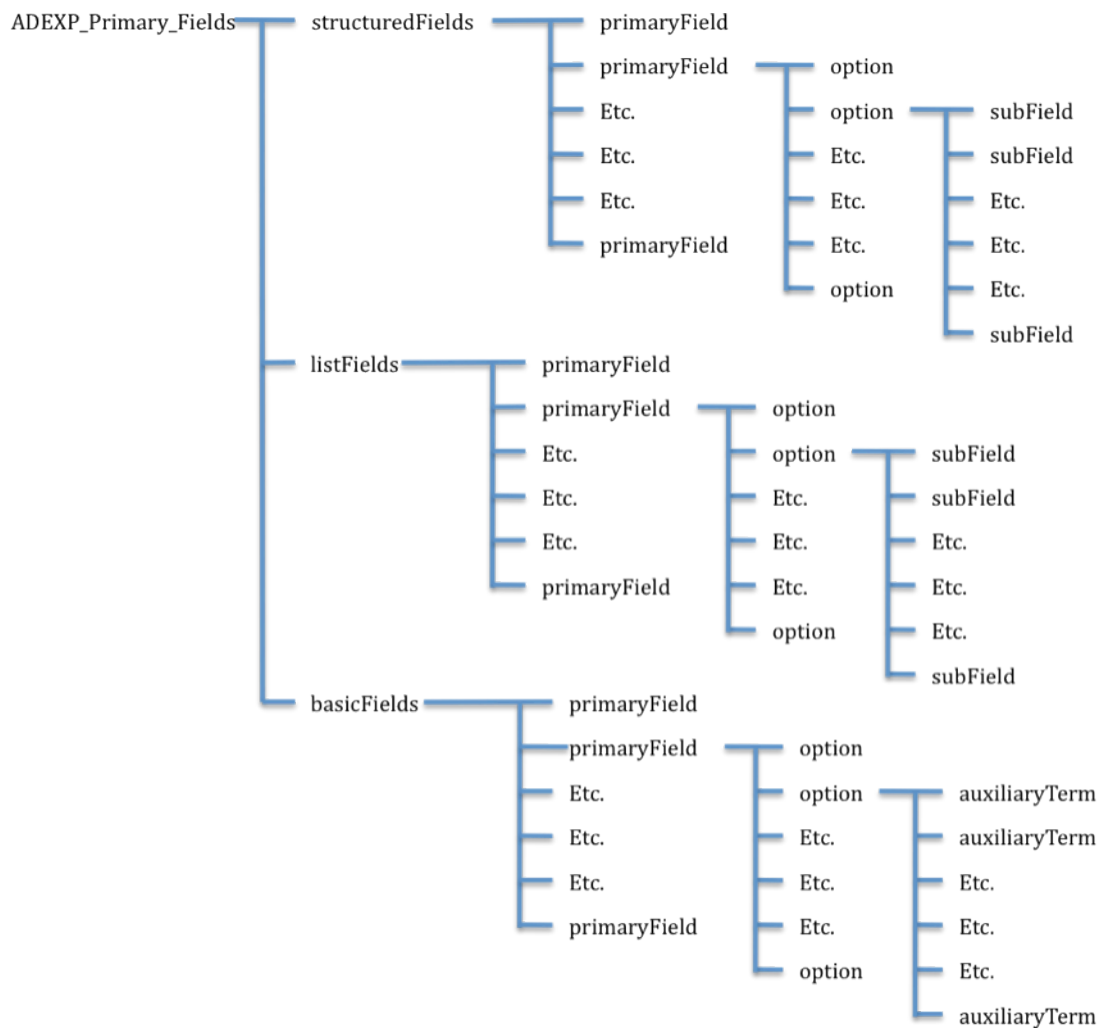 ADEXP_Primary_Fields structuredFields primaryField
primaryField option
Etc. option subField
Etc. Etc. subField
Etc. Etc. Etc.
primaryField Etc. Etc.
option Etc.
subField
listFields primaryField
primaryField option
Etc. option subField
Etc. Etc. subField
Etc. Etc. Etc.
primaryField Etc. Etc.
option Etc.
subField
basicFields primaryField
primaryField option
Etc. option auxiliaryTerm
Etc. Etc. auxiliaryTerm
Etc. Etc. Etc.
primaryField Etc. Etc.
option Etc.
auxiliaryTerm